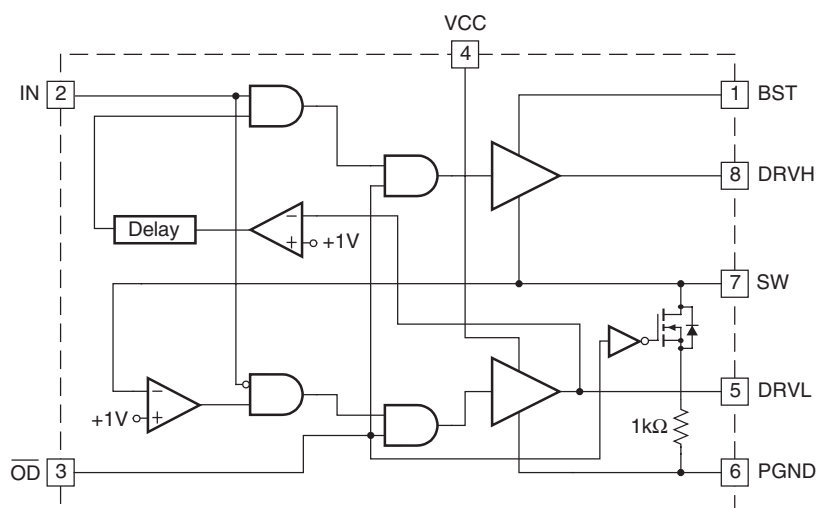 VCC
4
IN 2
1 BST
8 DRVH
Delay
−
+ +1V
7 SW
−
+1V +
5 DRVL
1kΩ
O̅D̅ 3
6 PGND